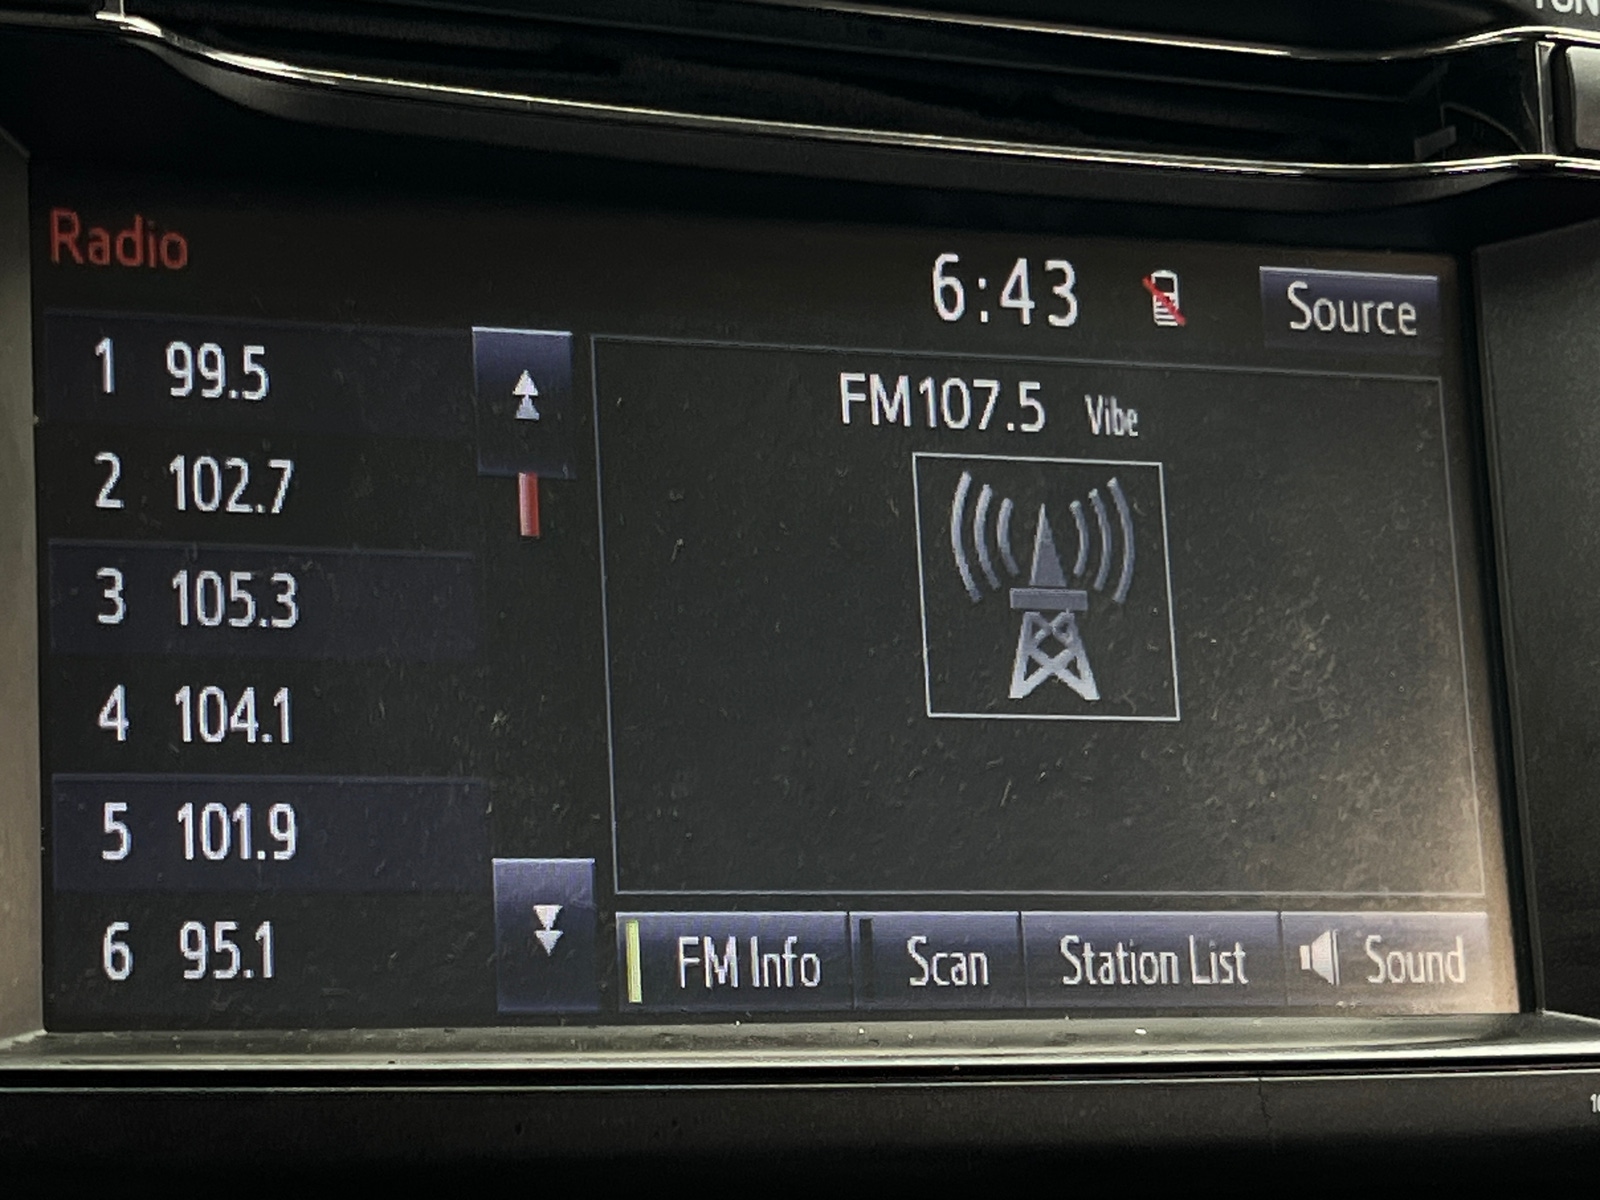 Radio
6:43
Source
1 99.5
2 102.7
3 105.3
4 104.1
5 101.9
6 95.1
FM107.5 Vibe
FM Info
Scan
Station List
Sound